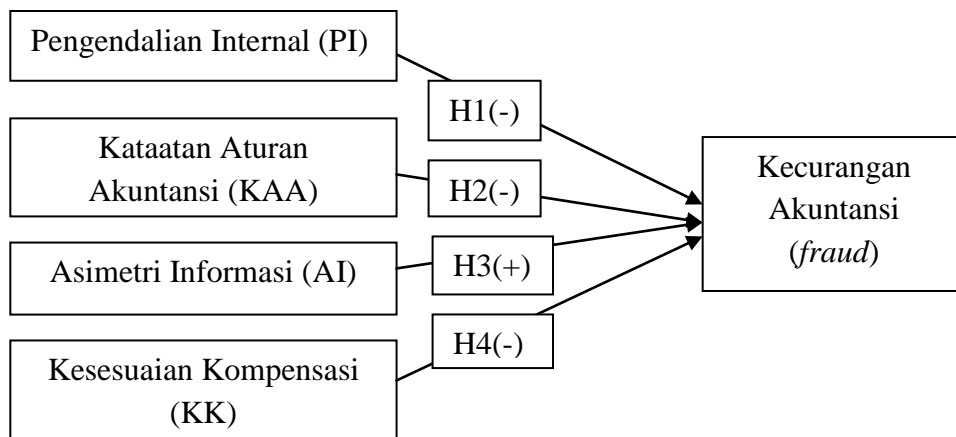 Pengendalian Internal (PI)
H1(-)
Kataatan Aturan
Akuntansi (KAA)
H2(-)
Kecurangan
Akuntansi
(fraud)
Asimetri Informasi (AI)
H3(+)
H4(-)
Kesesuaian Kompensasi
(KK)